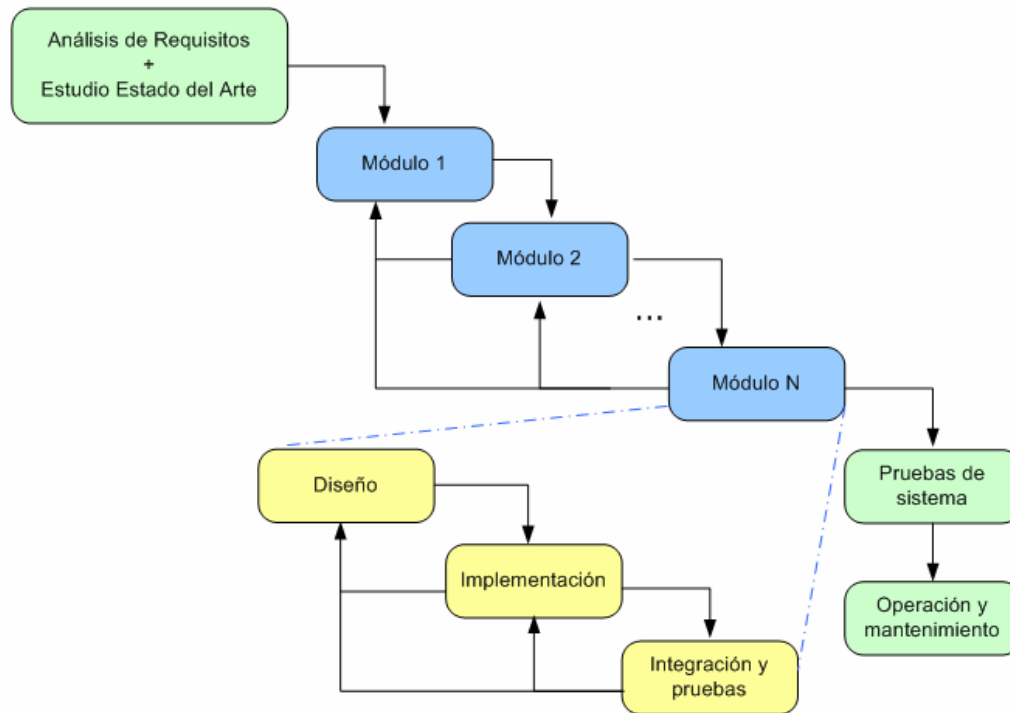 Análisis de Requisitos
+
Estudio Estado del Arte
Módulo 1
Módulo 2
...
Módulo N
Diseño
Implementación
Integración y
pruebas
Pruebas de
sistema
Operación y
mantenimiento